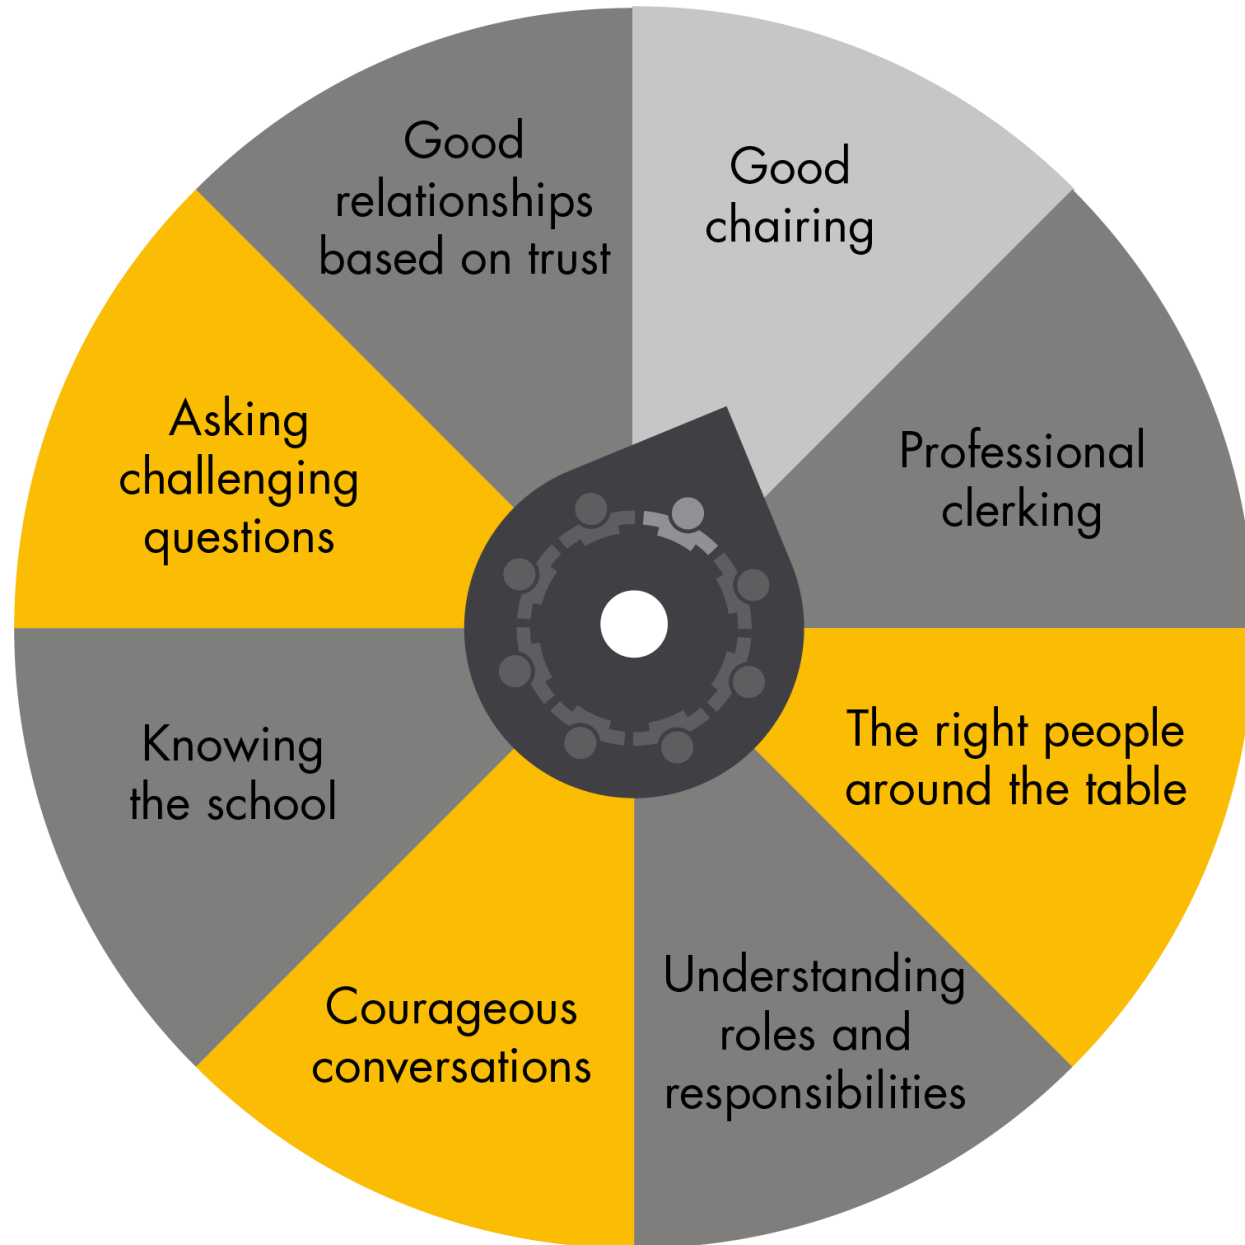 Good
chairing
Professional
clerking
The right people
around the table
Understanding
roles and
responsibilities
Courageous
conversations
Knowing
the school
Asking
challenging
questions
Good
relationships
based on trust